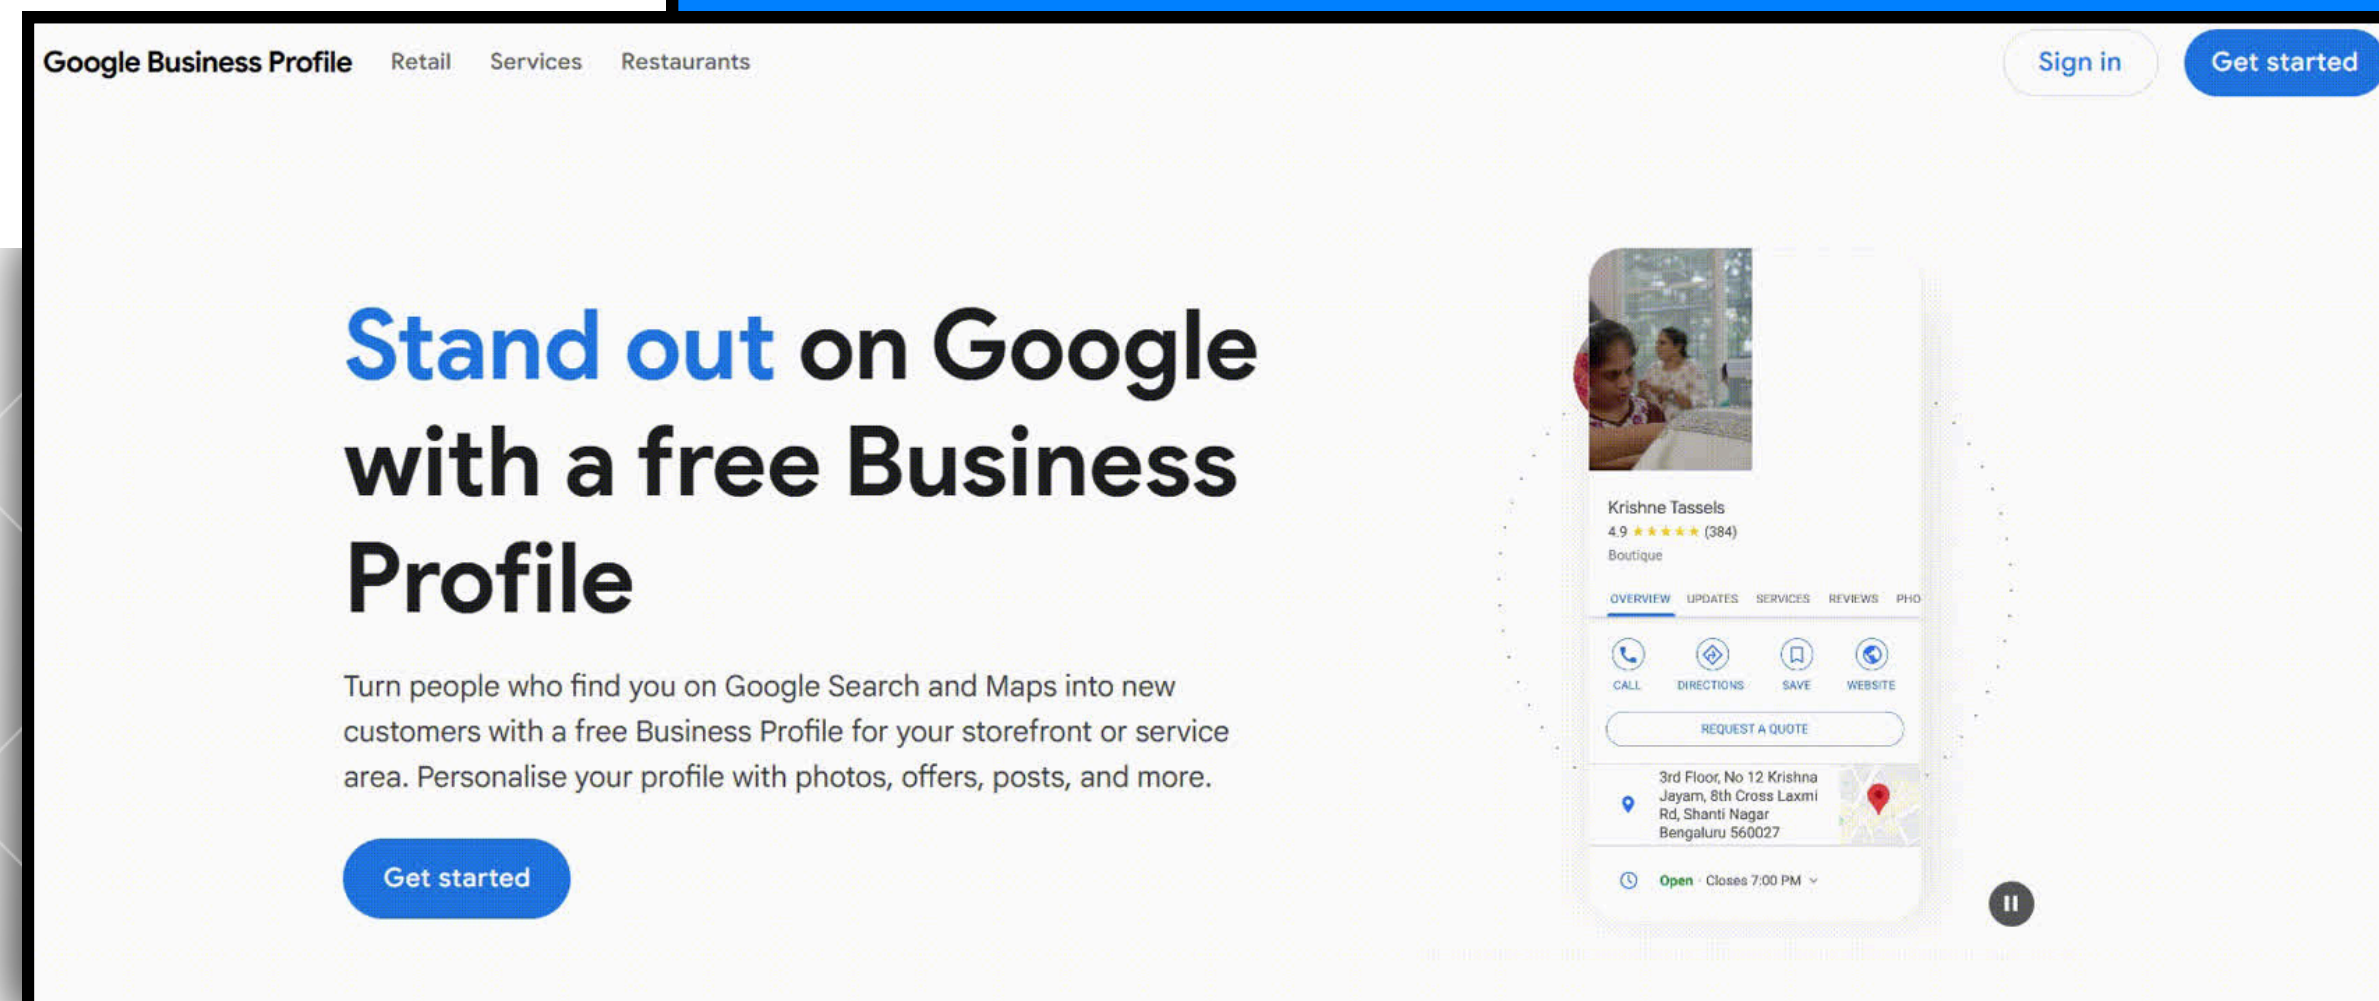 Google Business Profile Retail Services Restaurants Sign in Get started
Stand out on Google
with a free Business
Profile
Turn people who find you on Google Search and Maps into new
customers with a free Business Profile for your storefront or service
area. Personalise your profile with photos, offers, posts, and more.
Get started
Krishne Tassels
4.9 ★★★★★ (384)
Boutique
OVERVIEW UPDATES SERVICES REVIEWS PHO
CALL DIRECTIONS SAVE WEBSITE
REQUEST A QUOTE
3rd Floor, No 12 Krishna
Jayam, 8th Cross Laxmi
Rd, Shanti Nagar
Bengaluru 560027
Open · Closes 7:00 PM